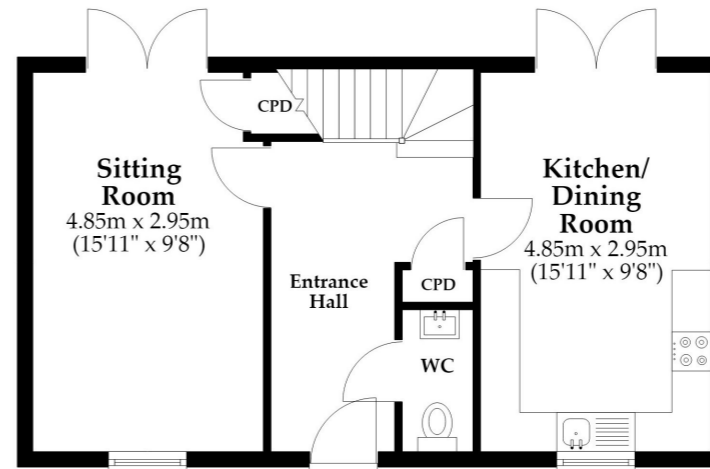 CPD
Sitting
Room
4.85m x 2.95m
(15'11" x 9'8")
Kitchen/
Dining
Room
4.85m x 2.95m
(15'11" x 9'8")
Entrance
Hall
CPD
WC